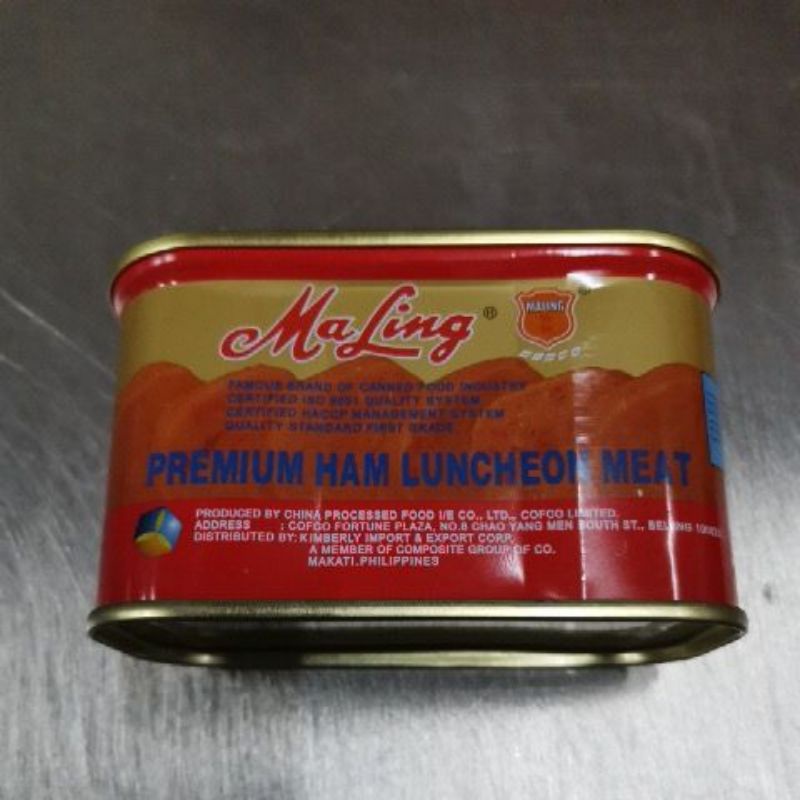 Ma Ling ®
MALING
FAMOUS BRAND OF CANNED FOOD INDUSTRY
CERTIFIED ISO 9001 QUALITY SYSTEM
CERTIFIED HACCP MANAGEMENT SYSTEM
QUALITY STANDARD FIRST GRADE
PREMIUM HAM LUNCHEON MEAT
PRODUCED BY CHINA PROCESSED FOOD I/E CO., LTD., COFCO LIMITED.
ADDRESS : COFCO FORTUNE PLAZA, NO.8 CHAO YANG MEN SOUTH ST., BEIJING
DISTRIBUTED BY: KIMBERLY IMPORT & EXPORT CORP.
A MEMBER OF COMPOSITE GROUP OF CO.
MAKATI.PHILIPPINES